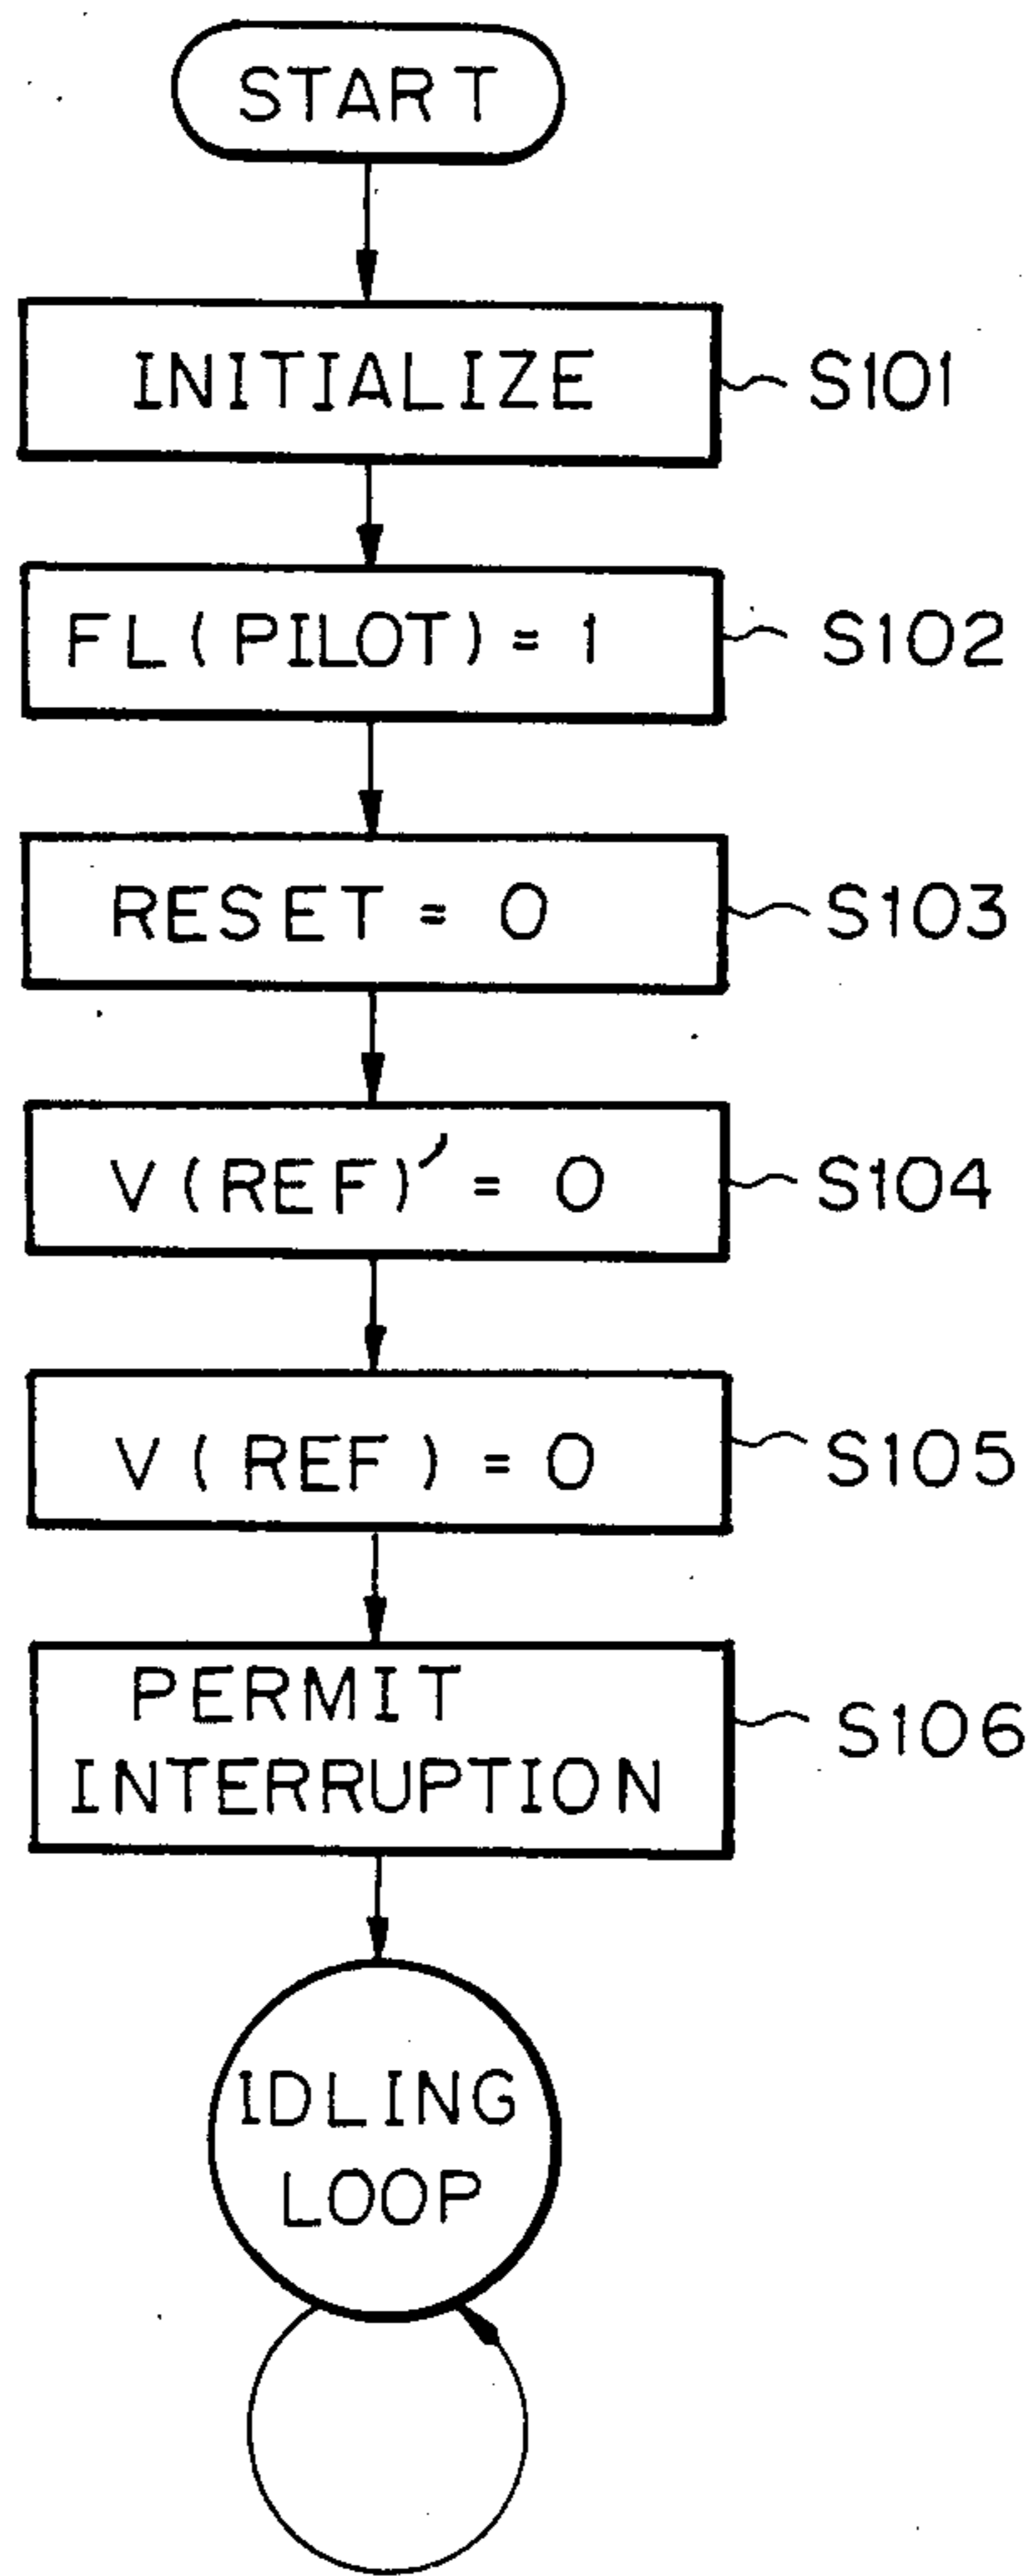 START
INITIALIZE
S101
FL(PILOT) = 1
S102
RESET = 0
S103
V(REF)' = 0
S104
V(REF) = 0
S105
PERMIT
INTERRUPTION
S106
IDLING
LOOP